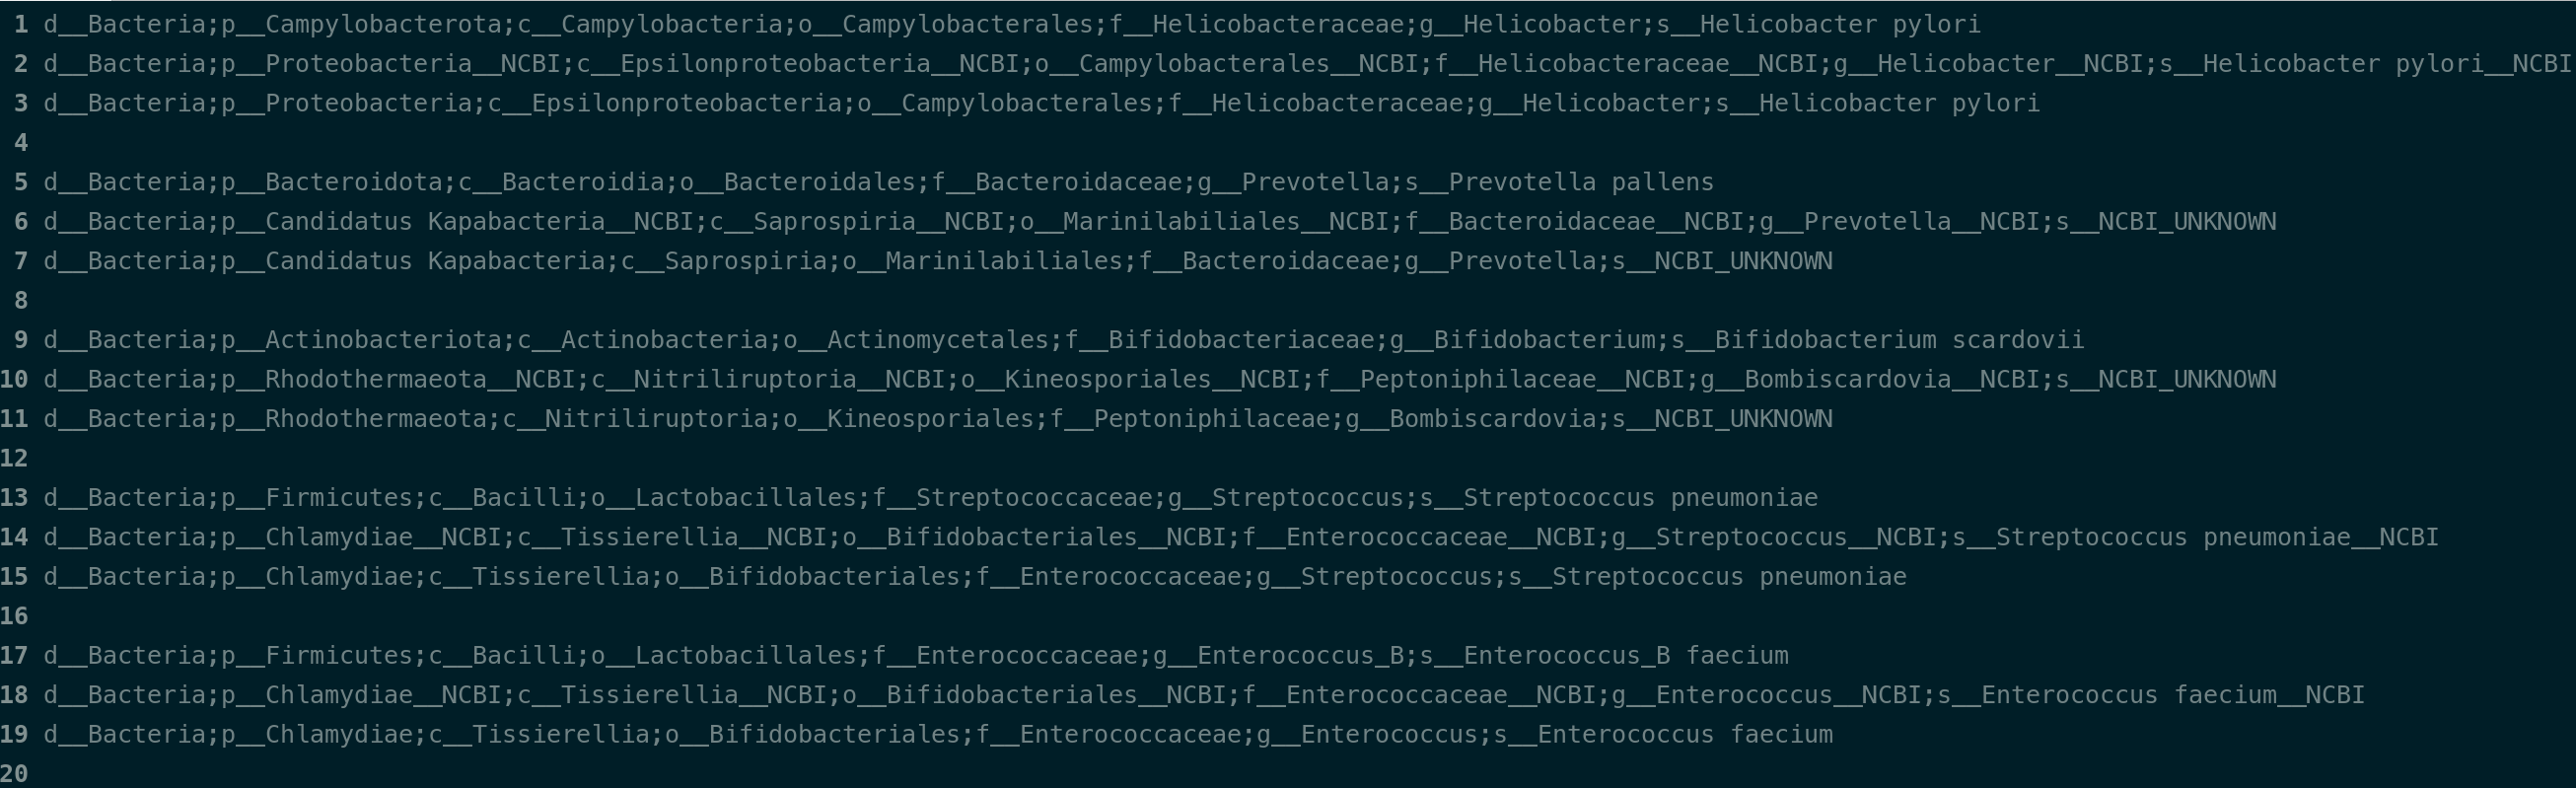 1 d__Bacteria;p__Campylobacterota;c__Campylobacteria;o__Campylobacterales;f__Helicobacteraceae;g__Helicobacter;s__Helicobacter pylori
2 d__Bacteria;p__Proteobacteria__NCBI;c__Epsilonproteobacteria__NCBI;o__Campylobacterales__NCBI;f__Helicobacteraceae__NCBI;g__Helicobacter__NCBI;s__Helicobacter pylori__NCBI
3 d__Bacteria;p__Proteobacteria;c__Epsilonproteobacteria;o__Campylobacterales;f__Helicobacteraceae;g__Helicobacter;s__Helicobacter pylori
4
5 d__Bacteria;p__Bacteroidota;c__Bacteroidia;o__Bacteroidales;f__Bacteroidaceae;g__Prevotella;s__Prevotella pallens
6 d__Bacteria;p__Candidatus Kapabacteria__NCBI;c__Saprospiria__NCBI;o__Marinilabiliales__NCBI;f__Bacteroidaceae__NCBI;g__Prevotella__NCBI;s__NCBI_UNKNOWN
7 d__Bacteria;p__Candidatus Kapabacteria;c__Saprospiria;o__Marinilabiliales;f__Bacteroidaceae;g__Prevotella;s__NCBI_UNKNOWN
8
9 d__Bacteria;p__Actinobacteriota;c__Actinobacteria;o__Actinomycetales;f__Bifidobacteriaceae;g__Bifidobacterium;s__Bifidobacterium scardovii
10 d__Bacteria;p__Rhodothermaeota__NCBI;c__Nitriliruptoria__NCBI;o__Kineosporiales__NCBI;f__Peptoniphilaceae__NCBI;g__Bombiscardovia__NCBI;s__NCBI_UNKNOWN
11 d__Bacteria;p__Rhodothermaeota;c__Nitriliruptoria;o__Kineosporiales;f__Peptoniphilaceae;g__Bombiscardovia;s__NCBI_UNKNOWN
12
13 d__Bacteria;p__Firmicutes;c__Bacilli;o__Lactobacillales;f__Streptococcaceae;g__Streptococcus;s__Streptococcus pneumoniae
14 d__Bacteria;p__Chlamydiae__NCBI;c__Tissierellia__NCBI;o__Bifidobacteriales__NCBI;f__Enterococcaceae__NCBI;g__Streptococcus__NCBI;s__Streptococcus pneumoniae__NCBI
15 d__Bacteria;p__Chlamydiae;c__Tissierellia;o__Bifidobacteriales;f__Enterococcaceae;g__Streptococcus;s__Streptococcus pneumoniae
16
17 d__Bacteria;p__Firmicutes;c__Bacilli;o__Lactobacillales;f__Enterococcaceae;g__Enterococcus_B;s__Enterococcus_B faecium
18 d__Bacteria;p__Chlamydiae__NCBI;c__Tissierellia__NCBI;o__Bifidobacteriales__NCBI;f__Enterococcaceae__NCBI;g__Enterococcus__NCBI;s__Enterococcus faecium__NCBI
19 d__Bacteria;p__Chlamydiae;c__Tissierellia;o__Bifidobacteriales;f__Enterococcaceae;g__Enterococcus;s__Enterococcus faecium
20